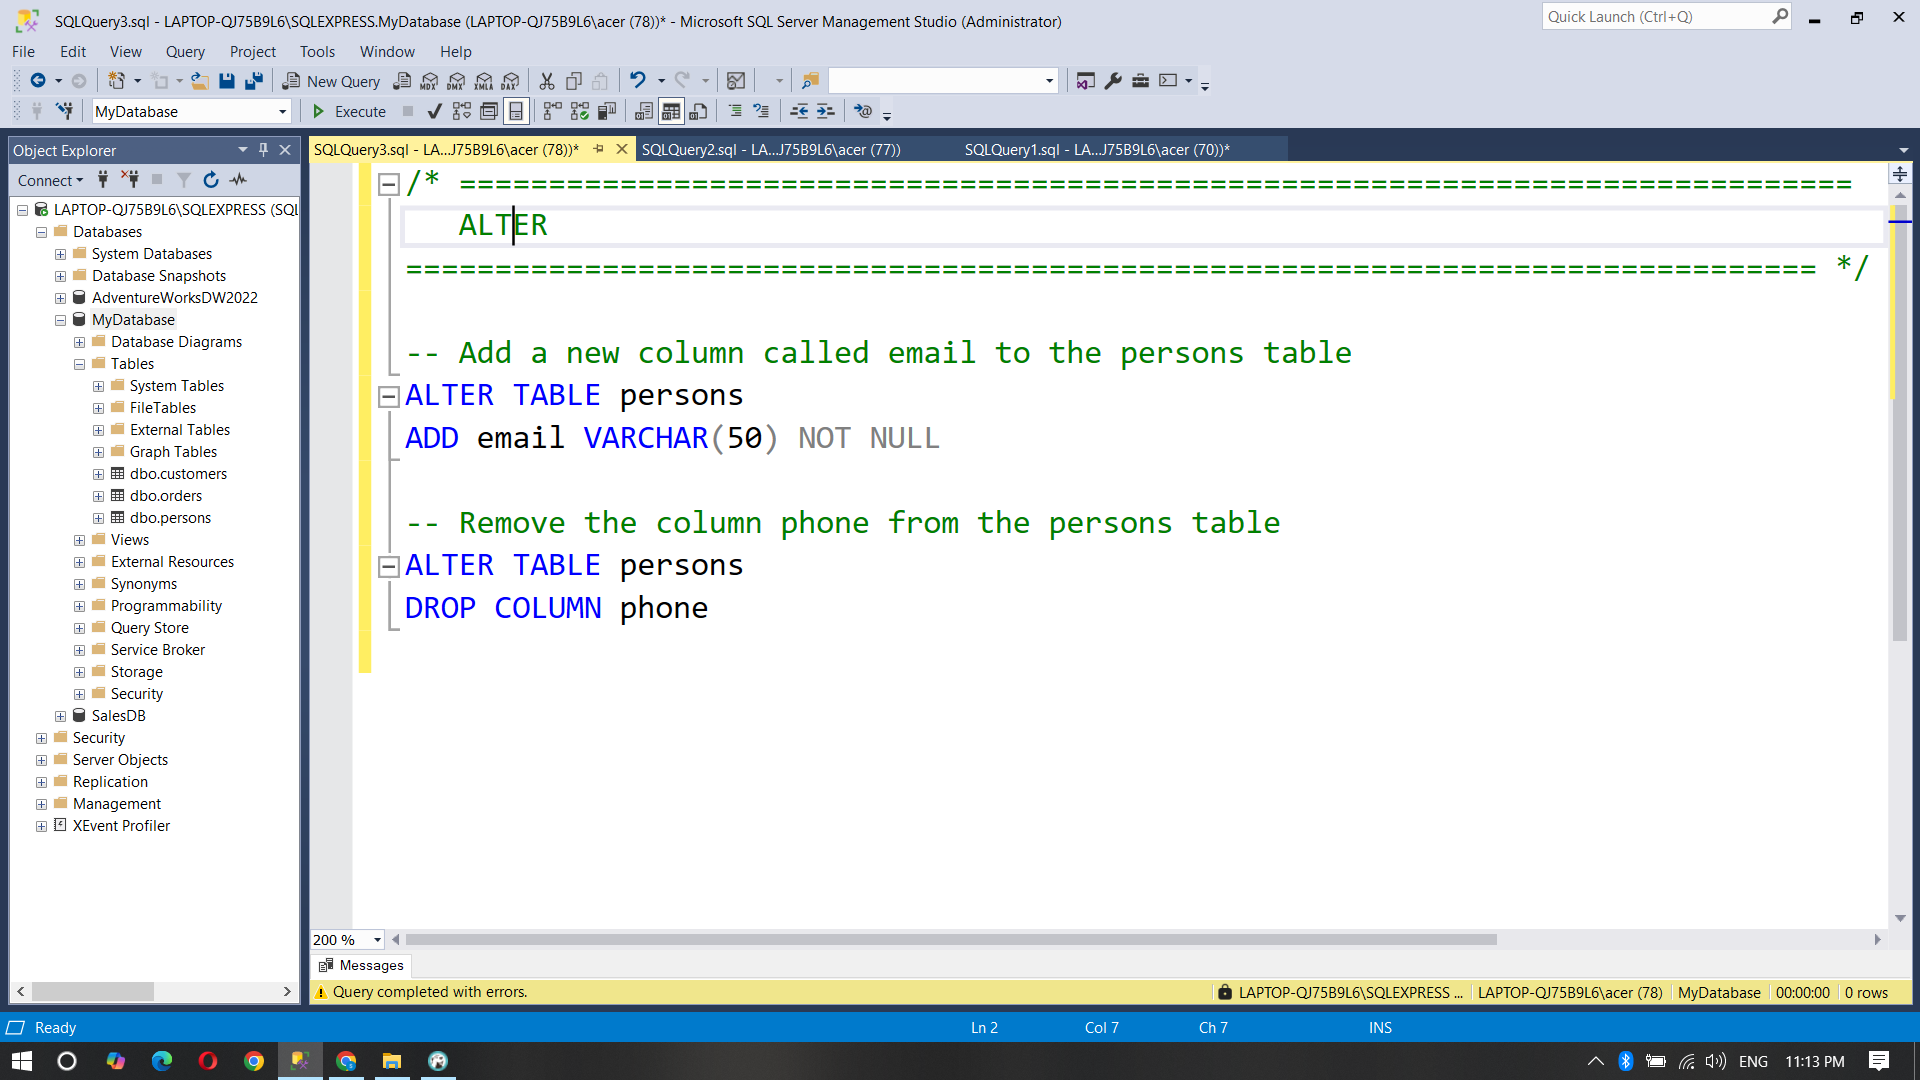 SQLQuery3.sql - LAPTOP-QJ75B9L6\SQLEXPRESS.MyDatabase (LAPTOP-QJ75B9L6\acer (78))* - Microsoft SQL Server Management Studio (Administrator)
Quick Launch (Ctrl+Q)
File Edit View Query Project Tools Window Help
New Query MDX DMX XMLA DAX
MyDatabase Execute
Object Explorer
SQLQuery3.sql - LA...J75B9L6\acer (78))* SQLQuery2.sql - LA...J75B9L6\acer (77)) SQLQuery1.sql - LA...J75B9L6\acer (70))*
Connect
LAPTOP-QJ75B9L6\SQLEXPRESS (SQL
Databases
System Databases
Database Snapshots
AdventureWorksDW2022
MyDatabase
Database Diagrams
Tables
System Tables
FileTables
External Tables
Graph Tables
dbo.customers
dbo.orders
dbo.persons
Views
External Resources
Synonyms
Programmability
Query Store
Service Broker
Storage
Security
SalesDB
Security
Server Objects
Replication
Management
XEvent Profiler
/* ==============================================================================
ALTER
=============================================================================== */
-- Add a new column called email to the persons table
ALTER TABLE persons
ADD email VARCHAR(50) NOT NULL
-- Remove the column phone from the persons table
ALTER TABLE persons
DROP COLUMN phone
200 %
Messages
Query completed with errors. LAPTOP-QJ75B9L6\SQLEXPRESS ... LAPTOP-QJ75B9L6\acer (78) MyDatabase 00:00:00 0 rows
Ready Ln 2 Col 7 Ch 7 INS
ENG 11:13 PM